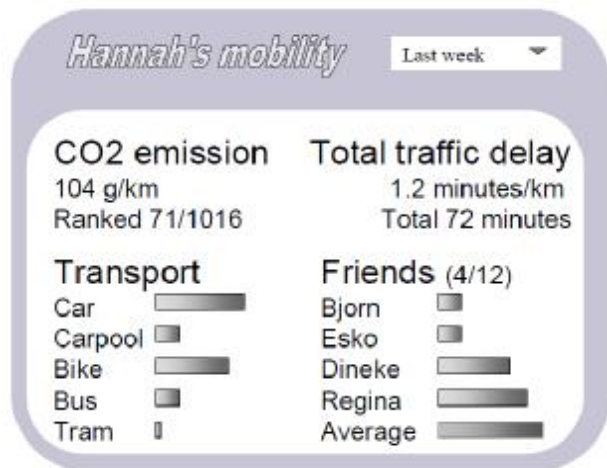 Hannah's mobility
Last week
CO2 emission
104 g/km
Ranked 71/1016
Total traffic delay
1.2 minutes/km
Total 72 minutes
Transport
Car
Carpool
Bike
Bus
Tram
Friends (4/12)
Bjorn
Esko
Dineke
Regina
Average